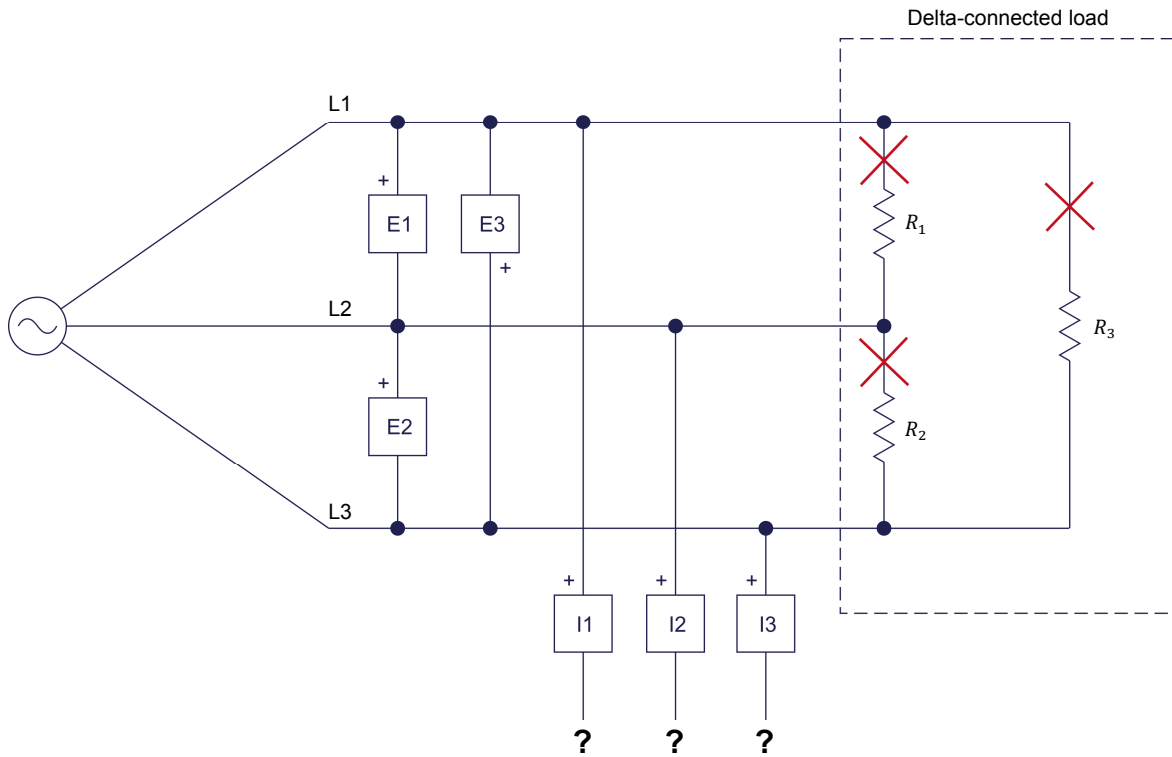 Delta-connected load
L1
+
E1
E3
+
R₁
L2
R₃
+
E2
R₂
L3
+
+
+
I1
I2
I3
?
?
?